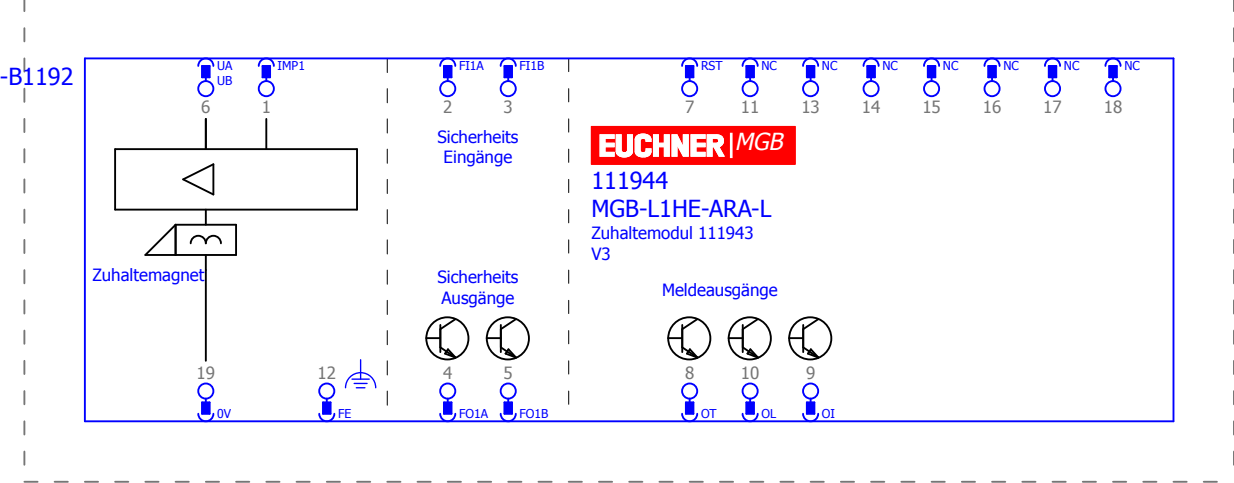 -B1192
UA
UB
IMP1
FI1A
FI1B
RST
NC
NC
NC
NC
NC
NC
NC
6
1
2
3
7
11
13
14
15
16
17
18
Sicherheits
Eingänge
EUCHNER|MGB
111944
MGB-L1HE-ARA-L
Zuhaltemodul 111943
V3
Zuhaltemagnet
Sicherheits
Ausgänge
Meldeausgänge
19
12
4
5
8
10
9
0V
FE
FO1A
FO1B
OT
OL
OI